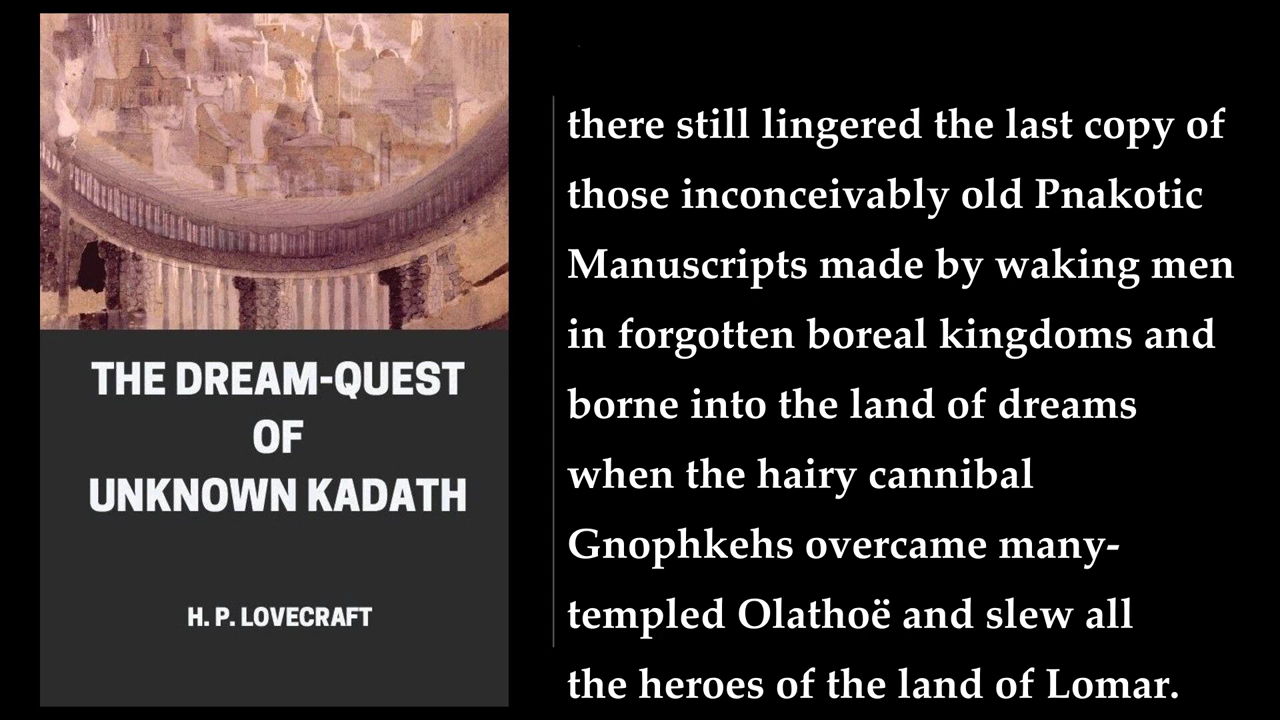 THE DREAM-QUEST
OF
UNKNOWN KADATH
H. P. LOVECRAFT
there still lingered the last copy of
those inconceivably old Pnakotic
Manuscripts made by waking men
in forgotten boreal kingdoms and
borne into the land of dreams
when the hairy cannibal
Gnophkehs overcame many-
templed Olathoë and slew all
the heroes of the land of Lomar.